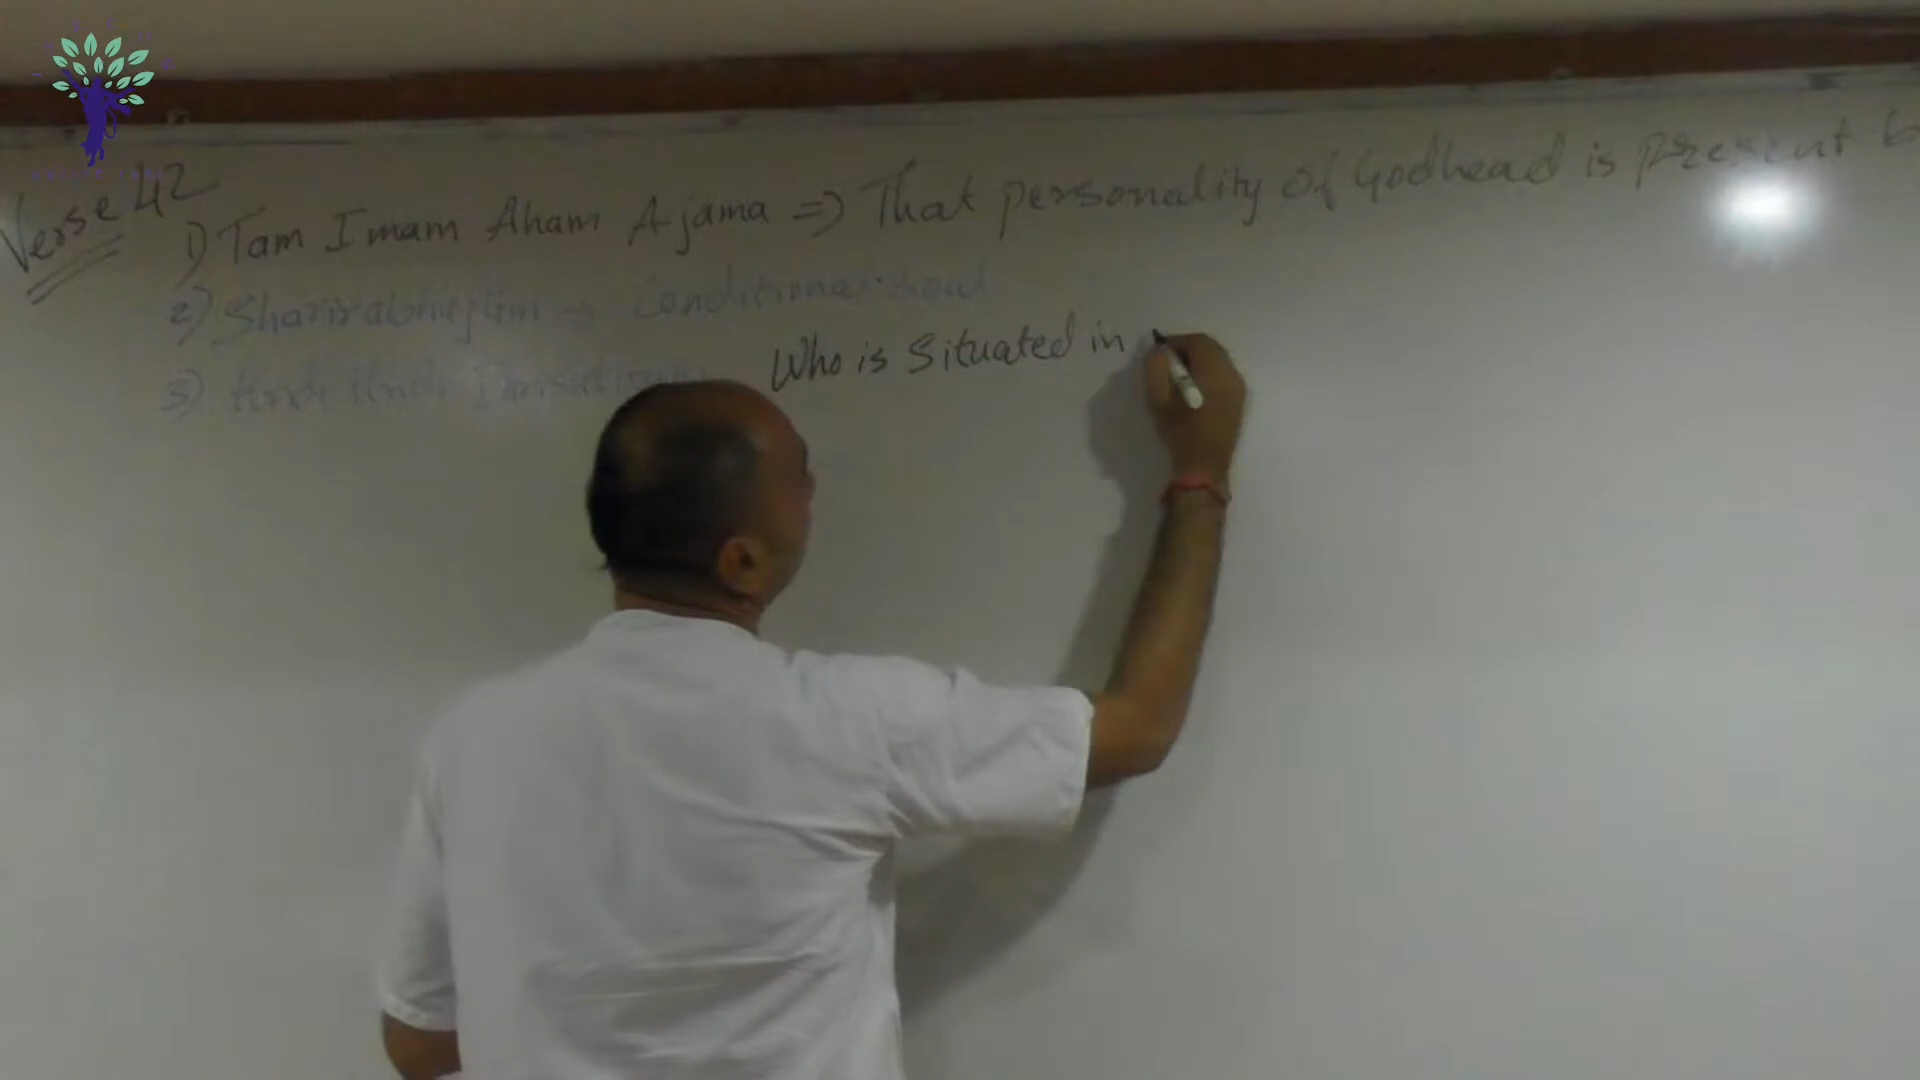 Verse 42
1) Tam Imam Aham Ajama => That personality of Godhead is present
2) Conditional soul
3)
Who is Situated in